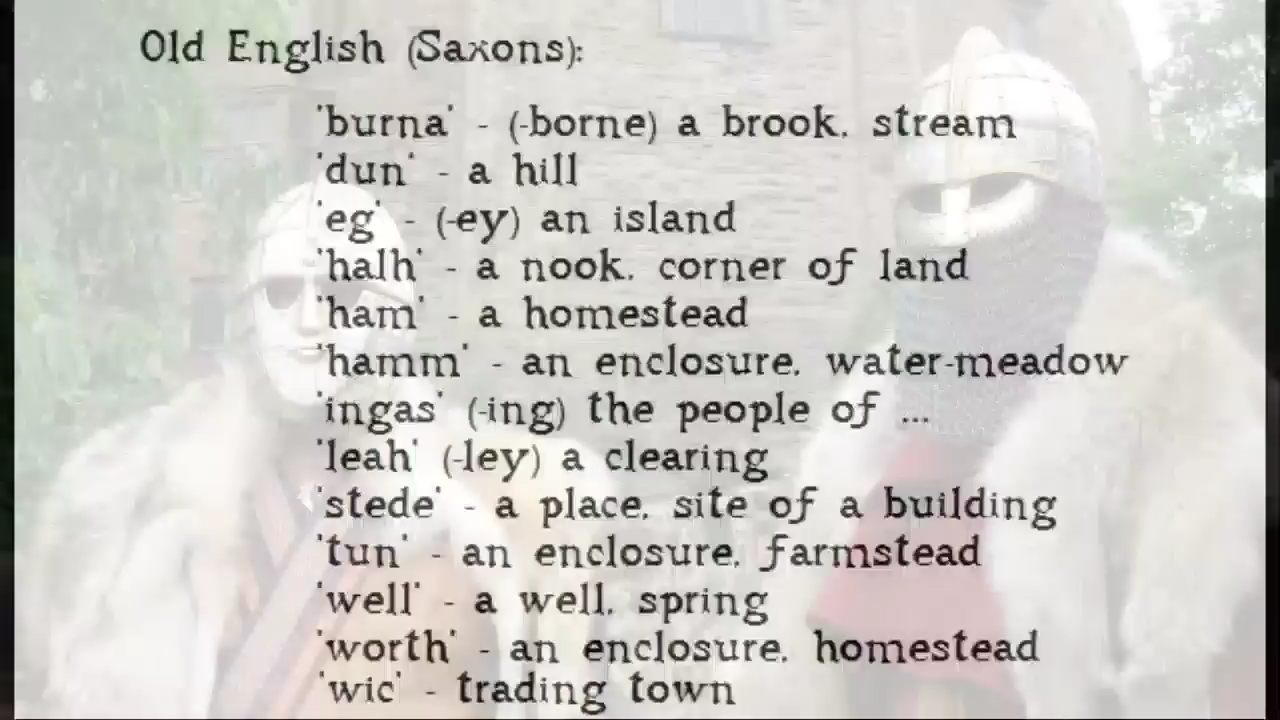 Old English (Saxons):
'burna' - (-borne) a brook, stream
'dun' - a hill
'eg' - (-ey) an island
'halh' - a nook, corner of land
'ham' - a homestead
'hamm' - an enclosure, water-meadow
'ingas' (-ing) the people of ...
'leah' (-ley) a clearing
'stede' - a place, site of a building
'tun' - an enclosure, farmstead
'well' - a well, spring
'worth' - an enclosure, homestead
'wic' - trading town